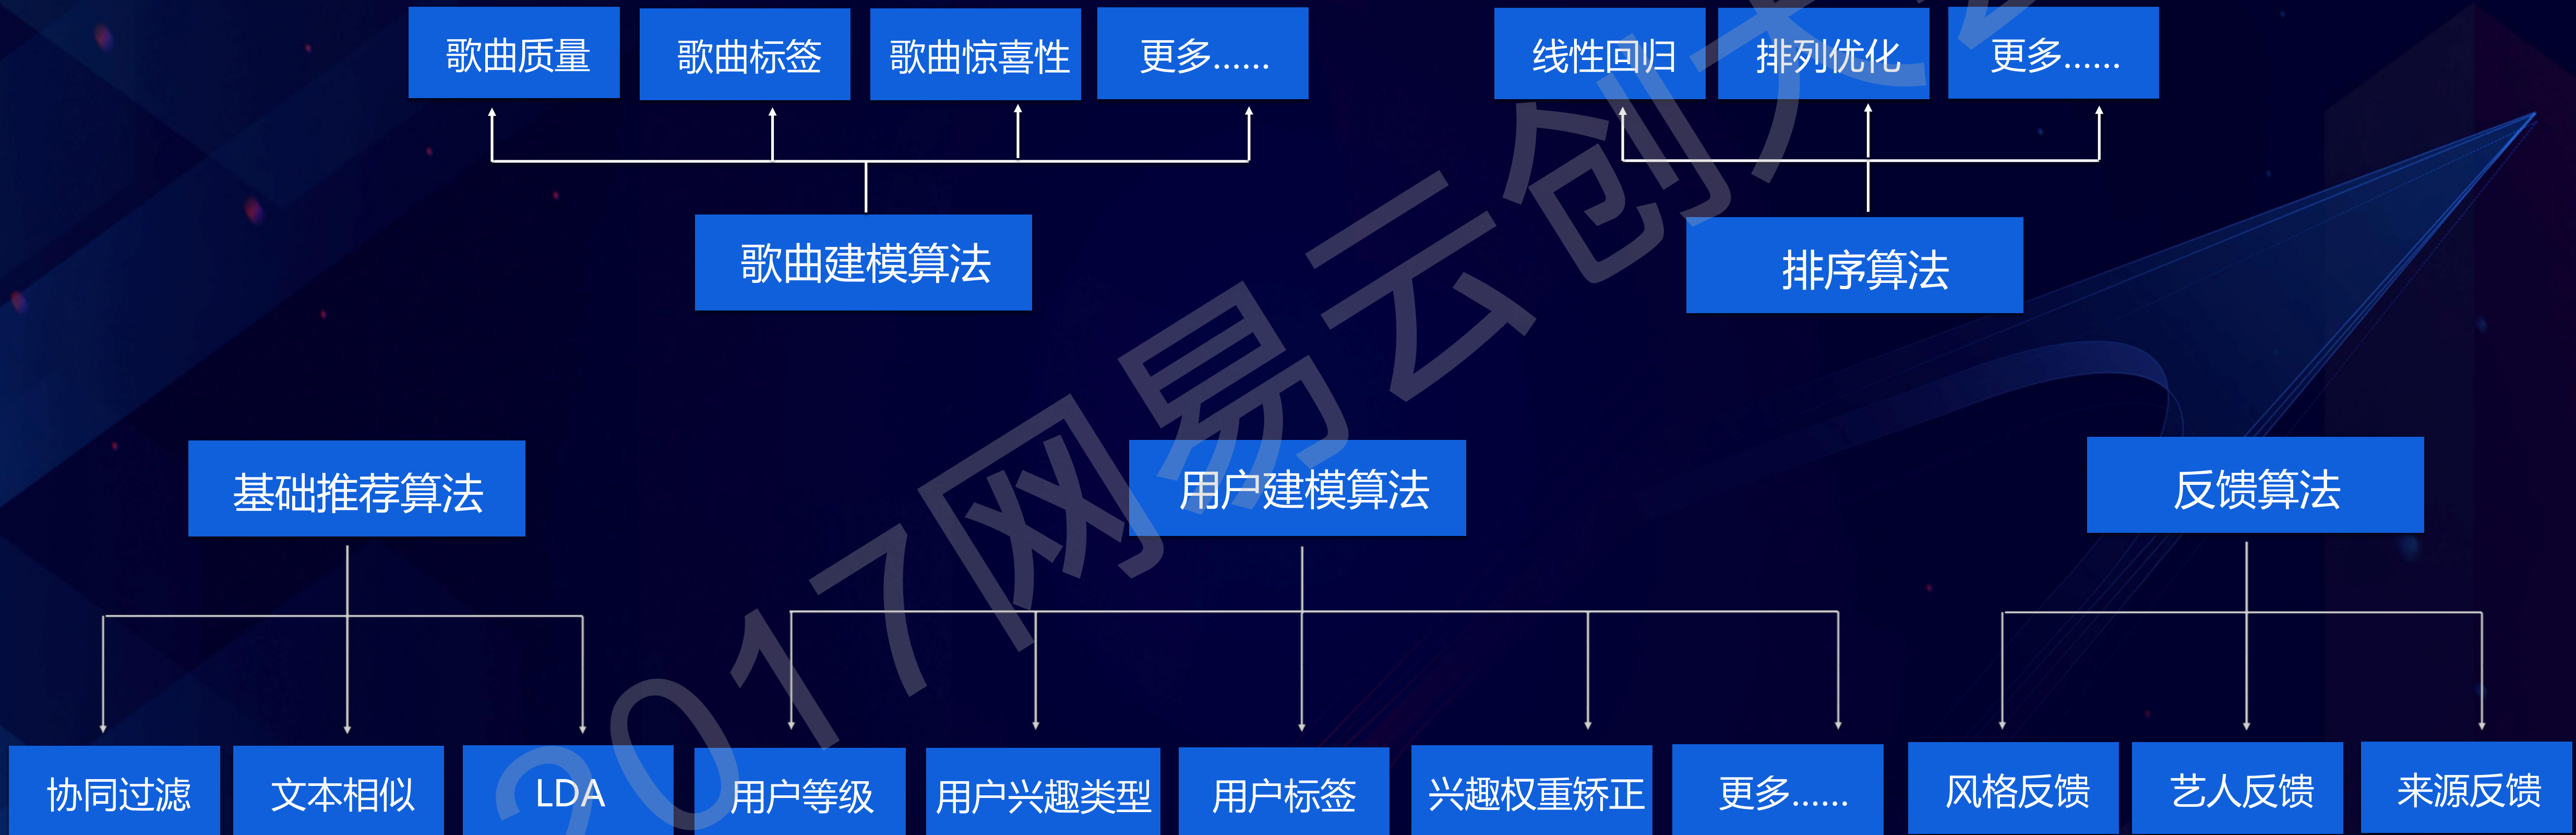 歌曲质量
歌曲标签
歌曲惊喜性
更多......
线性回归
排列优化
更多......
歌曲建模算法
排序算法
基础推荐算法
用户建模算法
反馈算法
协同过滤
文本相似
LDA
用户等级
用户兴趣类型
用户标签
兴趣权重矫正
更多......
风格反馈
艺人反馈
来源反馈
2017网易云创大